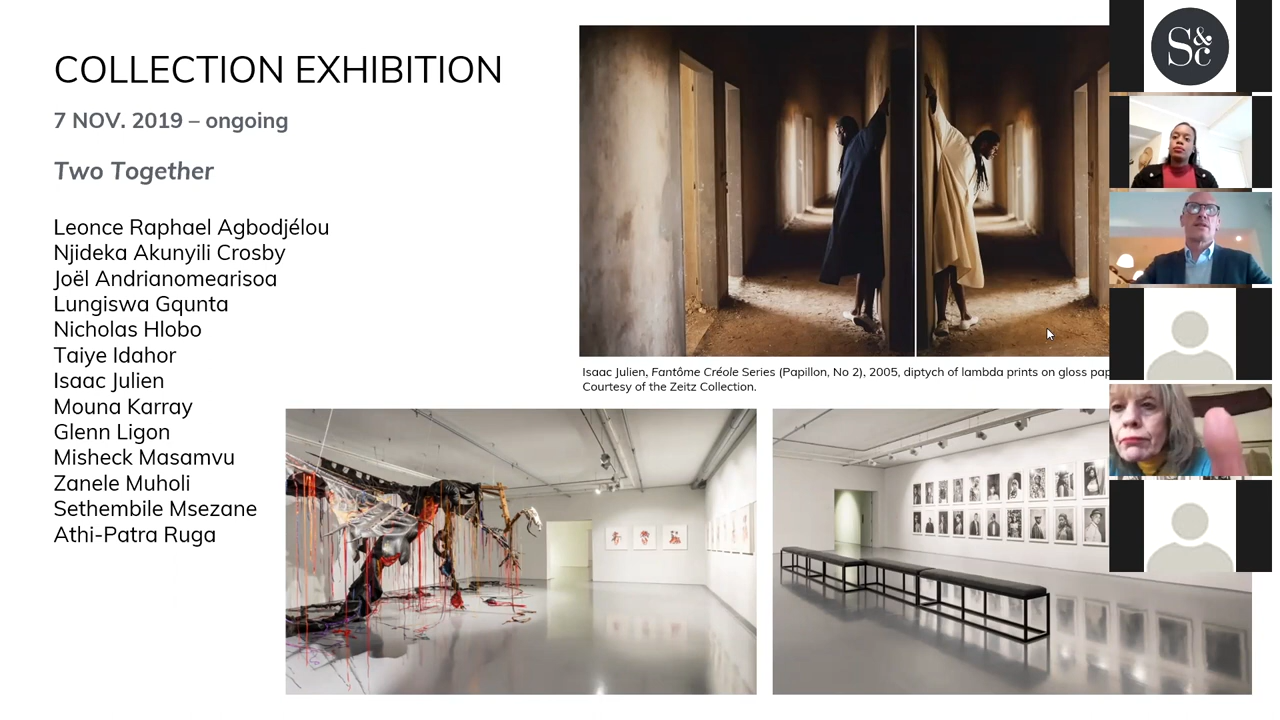 COLLECTION EXHIBITION
7 NOV. 2019 – ongoing
Two Together
Leonce Raphael Agbodjélou
Njideka Akunyili Crosby
Joël Andrianomearisoa
Lungiswa Gqunta
Nicholas Hlobo
Taiye Idahor
Isaac Julien
Mouna Karray
Glenn Ligon
Misheck Masamvu
Zanele Muholi
Sethembile Msezane
Athi-Patra Ruga
Isaac Julien, Fantôme Créole Series (Papillon, No 2), 2005, diptych of lambda prints on gloss
Courtesy of the Zeitz Collection.
S&c